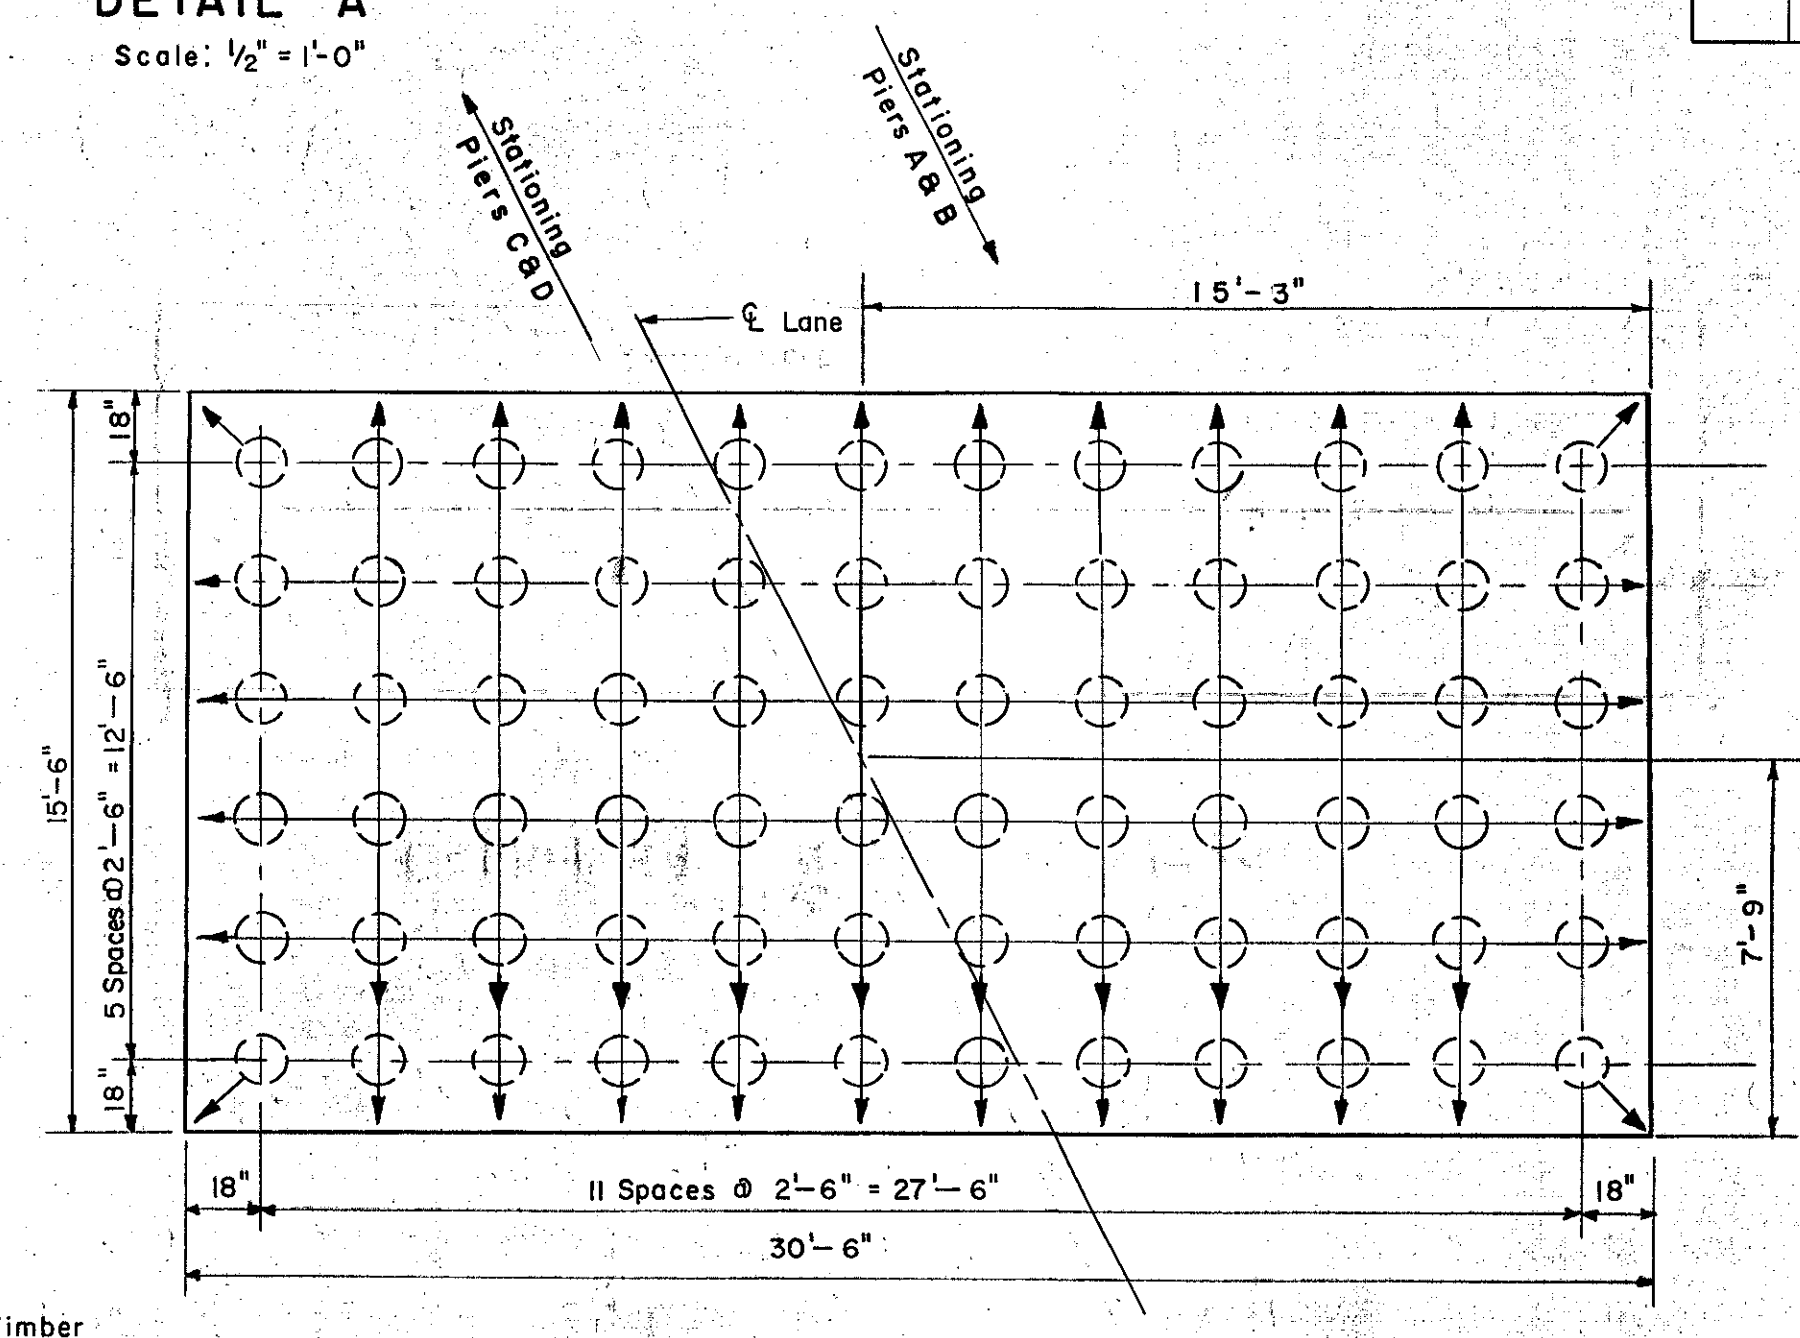 DETAIL A
Scale: 1/2" = 1'-0"
Stationing
Piers C & D
Stationing
Piers A & B
15'-3"
℄ Lane
18"
5 Spaces @ 2'-6" = 12'-6"
15'-6"
18"
7'-9"
18"
11 Spaces @ 2'-6" = 27'-6"
18"
30'-6"
imber